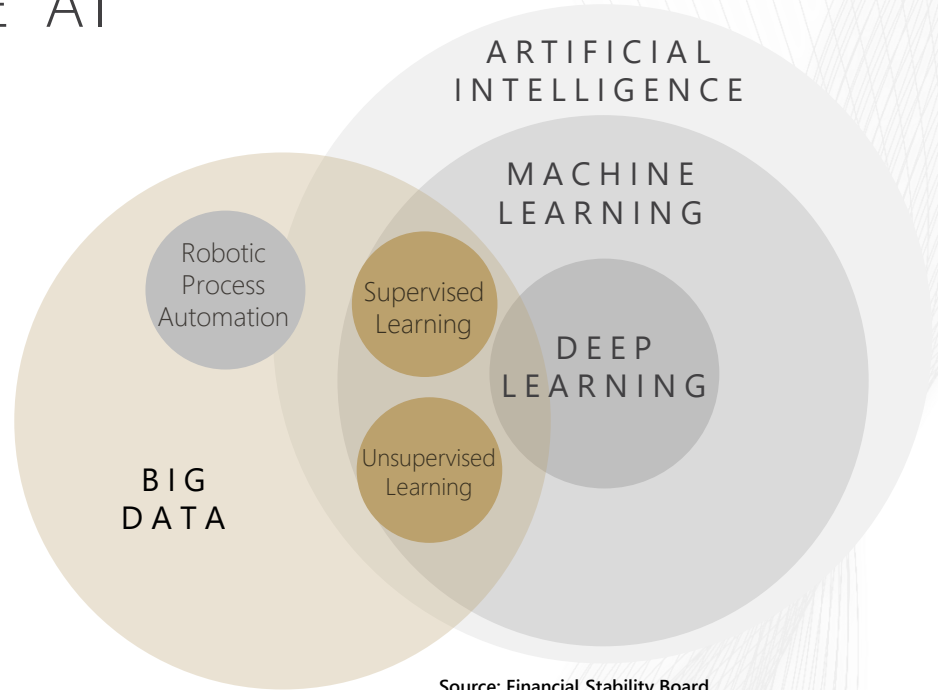 AI
ARTIFICIAL
INTELLIGENCE
MACHINE
LEARNING
Robotic
Process
Automation
Supervised
Learning
DEEP
LEARNING
Unsupervised
Learning
BIG
DATA
Source: Financial Stability Board